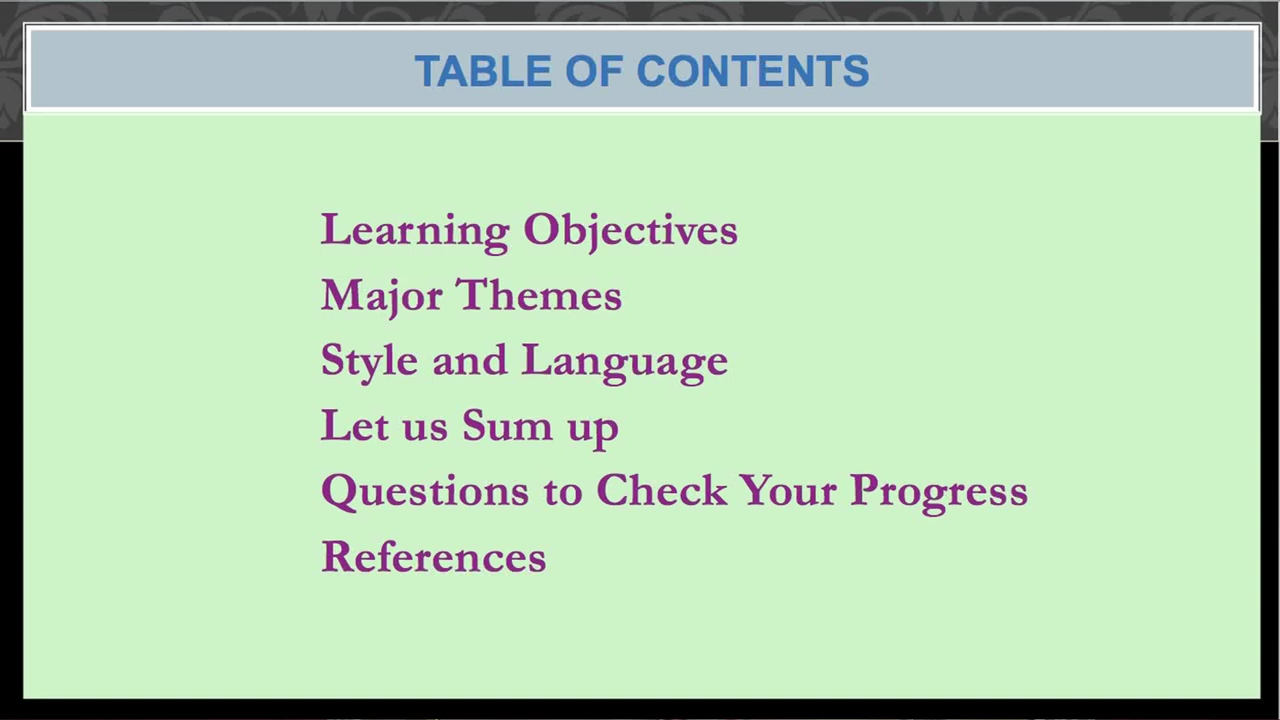 TABLE OF CONTENTS
Learning Objectives
Major Themes
Style and Language
Let us Sum up
Questions to Check Your Progress
References